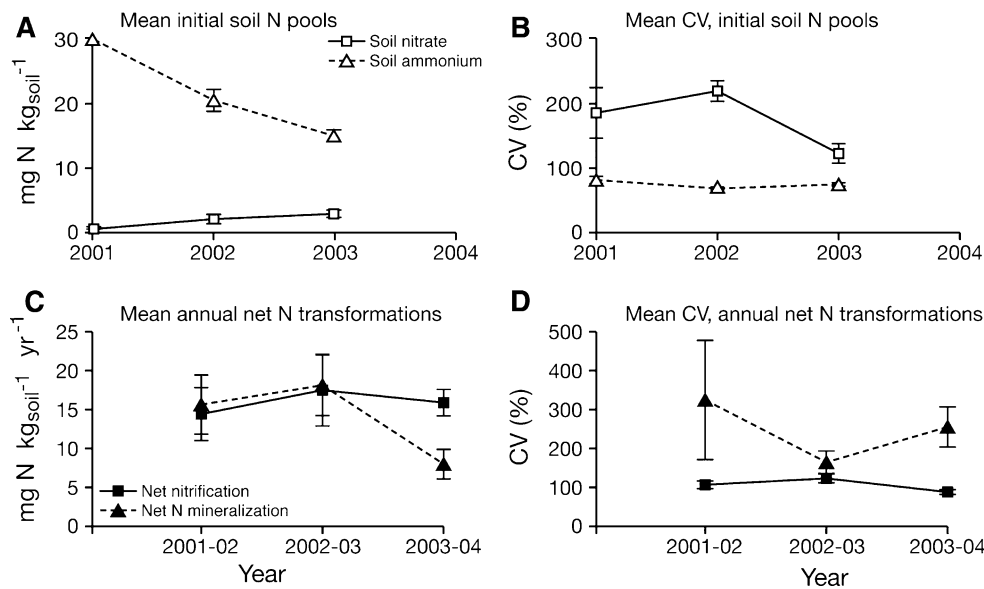 A
Mean initial soil N pools
mg N kgsoil-1
30
20
10
0
Soil nitrate
Soil ammonium
2001
2002
2003
2004
B
Mean CV, initial soil N pools
CV (%)
300
200
100
0
2001
2002
2003
2004
C
Mean annual net N transformations
mg N kgsoil-1 yr-1
25
20
15
10
5
0
Net nitrification
Net N mineralization
2001-02
2002-03
2003-04
Year
D
Mean CV, annual net N transformations
CV (%)
500
400
300
200
100
0
2001-02
2002-03
2003-04
Year